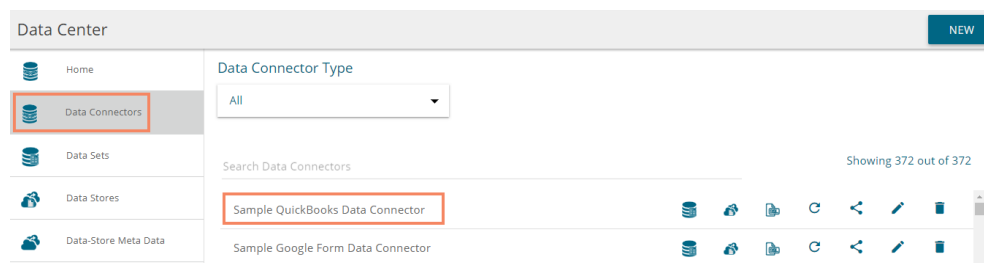 Data Center
NEW
Home
Data Connectors
Data Sets
Data Stores
Data-Store Meta Data
Data Connector Type
All
Search Data Connectors
Showing 372 out of 372
Sample QuickBooks Data Connector
Sample Google Form Data Connector